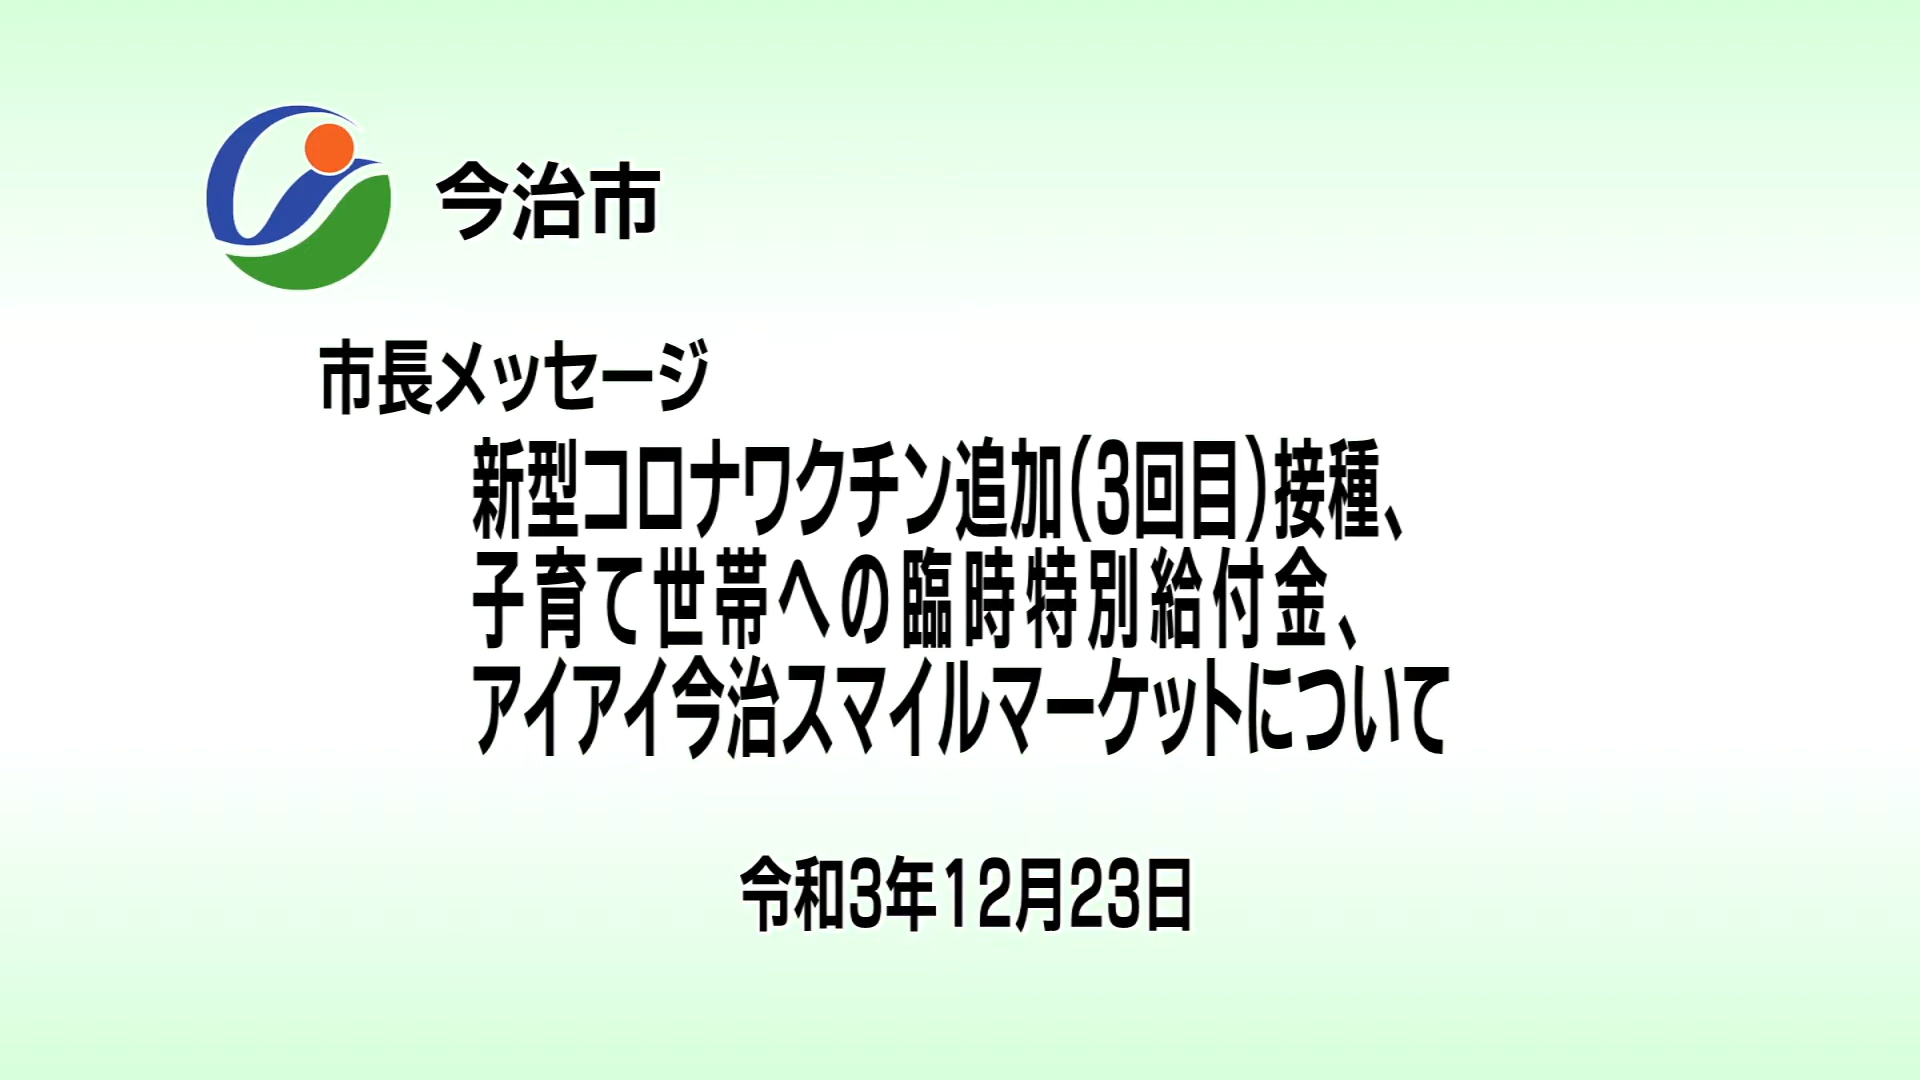 今治市
市長メッセージ
新型コロナワクチン追加(3回目)接種、
子育て世帯への臨時特別給付金、
アイアイ今治スマイルマーケットについて
令和3年12月23日